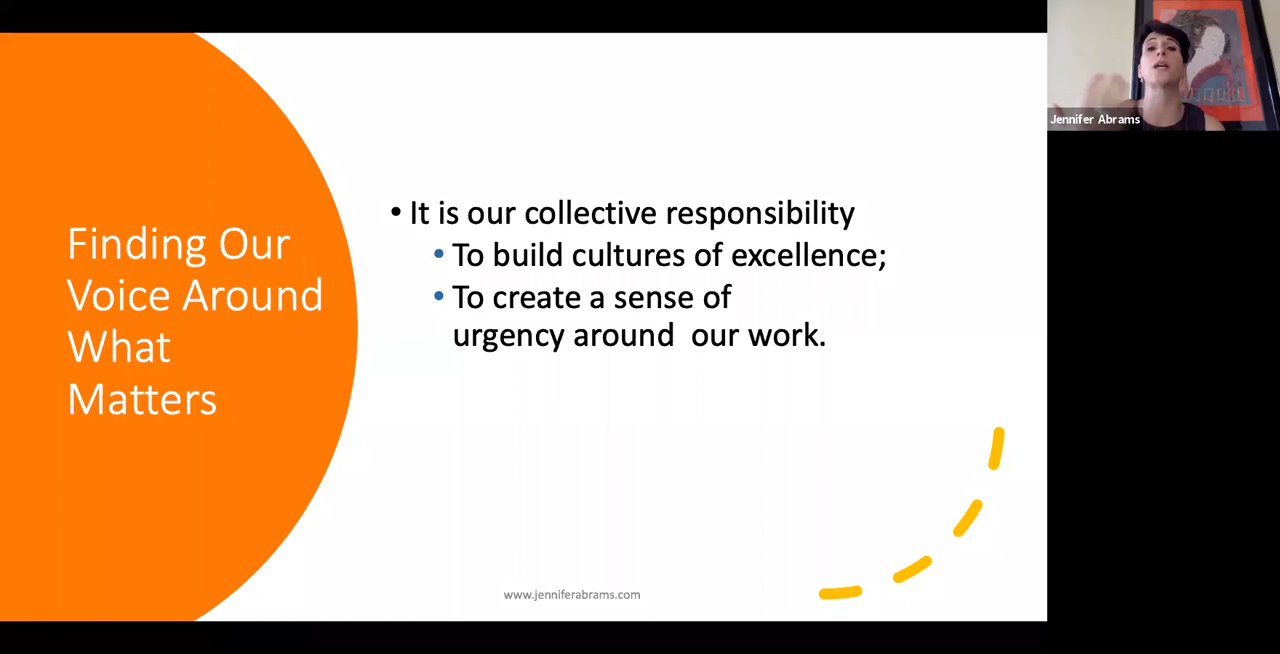 Finding Our
Voice Around
What
Matters
• It is our collective responsibility
• To build cultures of excellence;
• To create a sense of
urgency around our work.
www.jenniferabrams.com
Jennifer Abrams